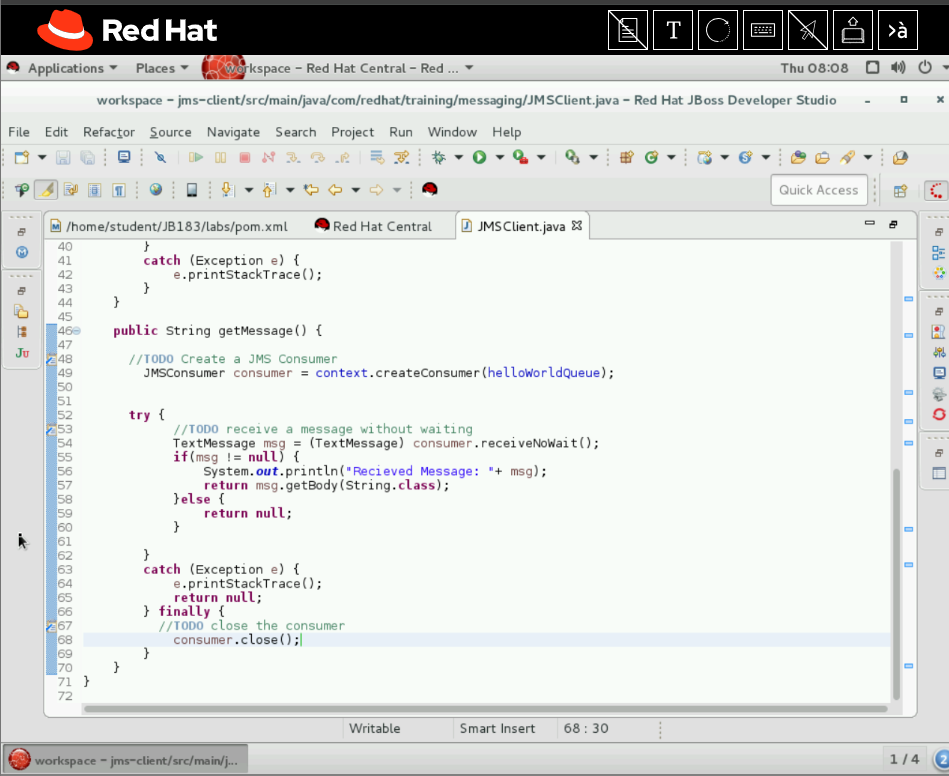 Red Hat
T
>à
Applications
Places
workspace – Red Hat Central – Red ...
Thu 08:08
workspace – jms-client/src/main/java/com/redhat/training/messaging/JMSClient.java – Red Hat JBoss Developer Studio
File Edit Refactor Source Navigate Search Project Run Window Help
Quick Access
/home/student/JB183/labs/pom.xml
Red Hat Central
JMSClient.java
40 }
41 catch (Exception e) {
42 e.printStackTrace();
43 }
44 }
45
46 public String getMessage() {
47
48 //TODO Create a JMS Consumer
49 JMSConsumer consumer = context.createConsumer(helloWorldQueue);
50
51
52 try {
53 //TODO receive a message without waiting
54 TextMessage msg = (TextMessage) consumer.receiveNoWait();
55 if(msg != null) {
56 System.out.println("Recieved Message: "+ msg);
57 return msg.getBody(String.class);
58 }else {
59 return null;
60 }
61
62 }
63 catch (Exception e) {
64 e.printStackTrace();
65 return null;
66 } finally {
67 //TODO close the consumer
68 consumer.close();
69 }
70 }
71 }
72
Writable
Smart Insert
68 : 30
workspace – jms-client/src/main/j...
1 / 4
2